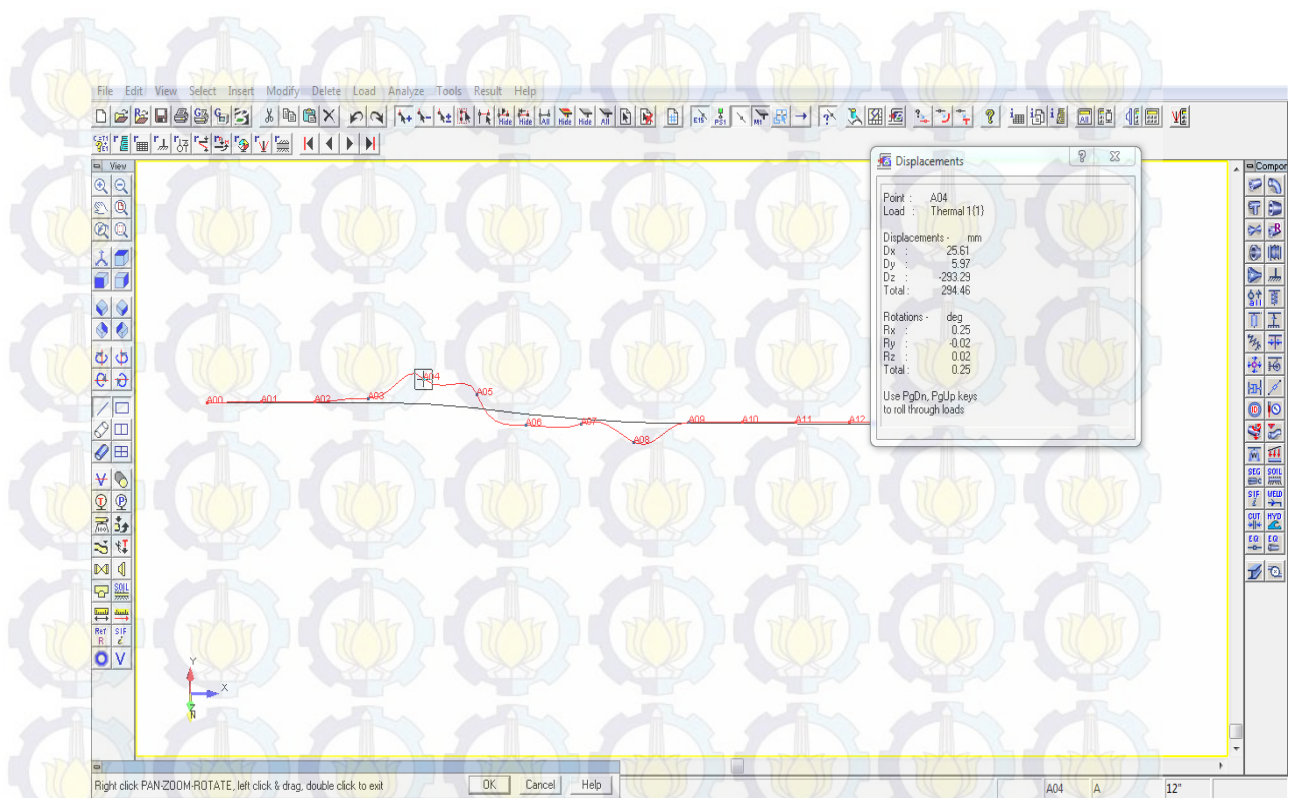 File Edit View Select Insert Modify Delete Load Analyze Tools Result Help
View
Compor
Displacements
Point : A04
Load : Thermal 1{1}
Displacements - mm
Dx : 25.61
Dy : 5.97
Dz : -293.29
Total : 294.46
Rotations - deg
Rx : 0.25
Ry : -0.02
Rz : 0.02
Total : 0.25
Use PgDn, PgUp keys
to roll through loads
A00 A01 A02 A03 A04 A05 A06 A07 A08 A09 A10 A11 A12
Y
X
Z
N
Right click PAN-ZOOM-ROTATE, left click & drag, double click to exit OK Cancel Help
A04 A 12"